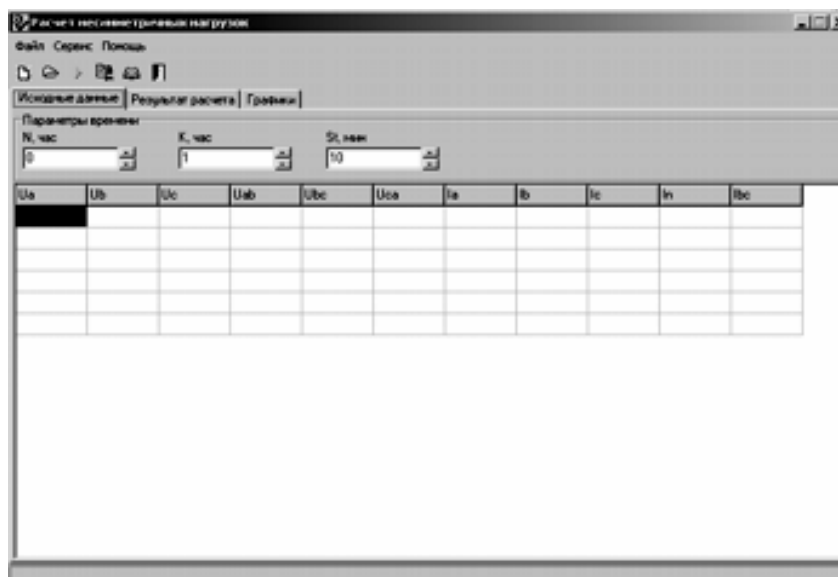 Расчет несимметричных нагрузок
Файл Сервис Помощь
Исходные данные Результат расчета Графики
Параметры времени
N, час K, час St, мин
0 1 10
Ua Ub Uc Uab Ubc Uca Ia Ib Ic In Ibc